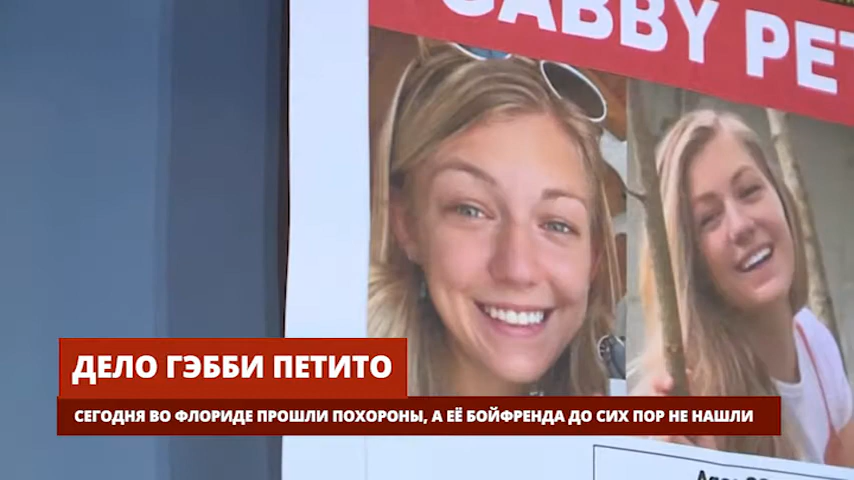 GABBY PET
ДЕЛО ГЭББИ ПЕТИТО
СЕГОДНЯ ВО ФЛОРИДЕ ПРОШЛИ ПОХОРОНЫ, А ЕЁ БОЙФРЕНДА ДО СИХ ПОР НЕ НАШЛИ